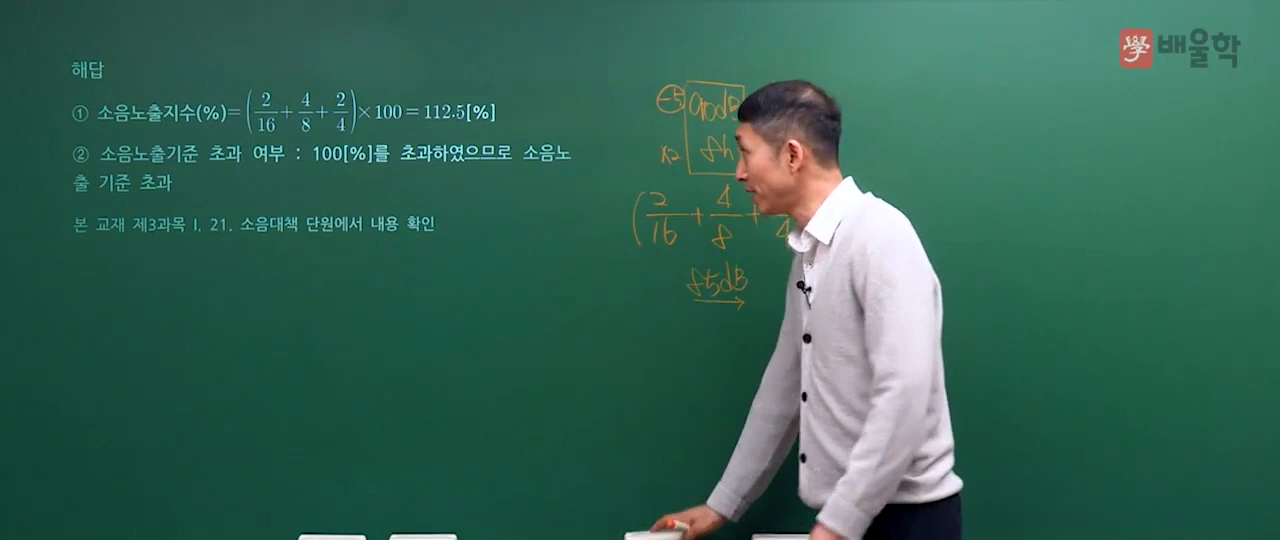 學배울학
해답
① 소음노출지수(%)= (2/16 + 4/8 + 2/4) ×100 = 112.5[%]
② 소음노출기준 초과 여부 : 100[%]를 초과하였으므로 소음노
출 기준 초과
본 교재 제3과목 I. 21. 소음대책 단원에서 내용 확인
-5 90dB
x2 8h
(2/16 + 4/8 + 4
85dB